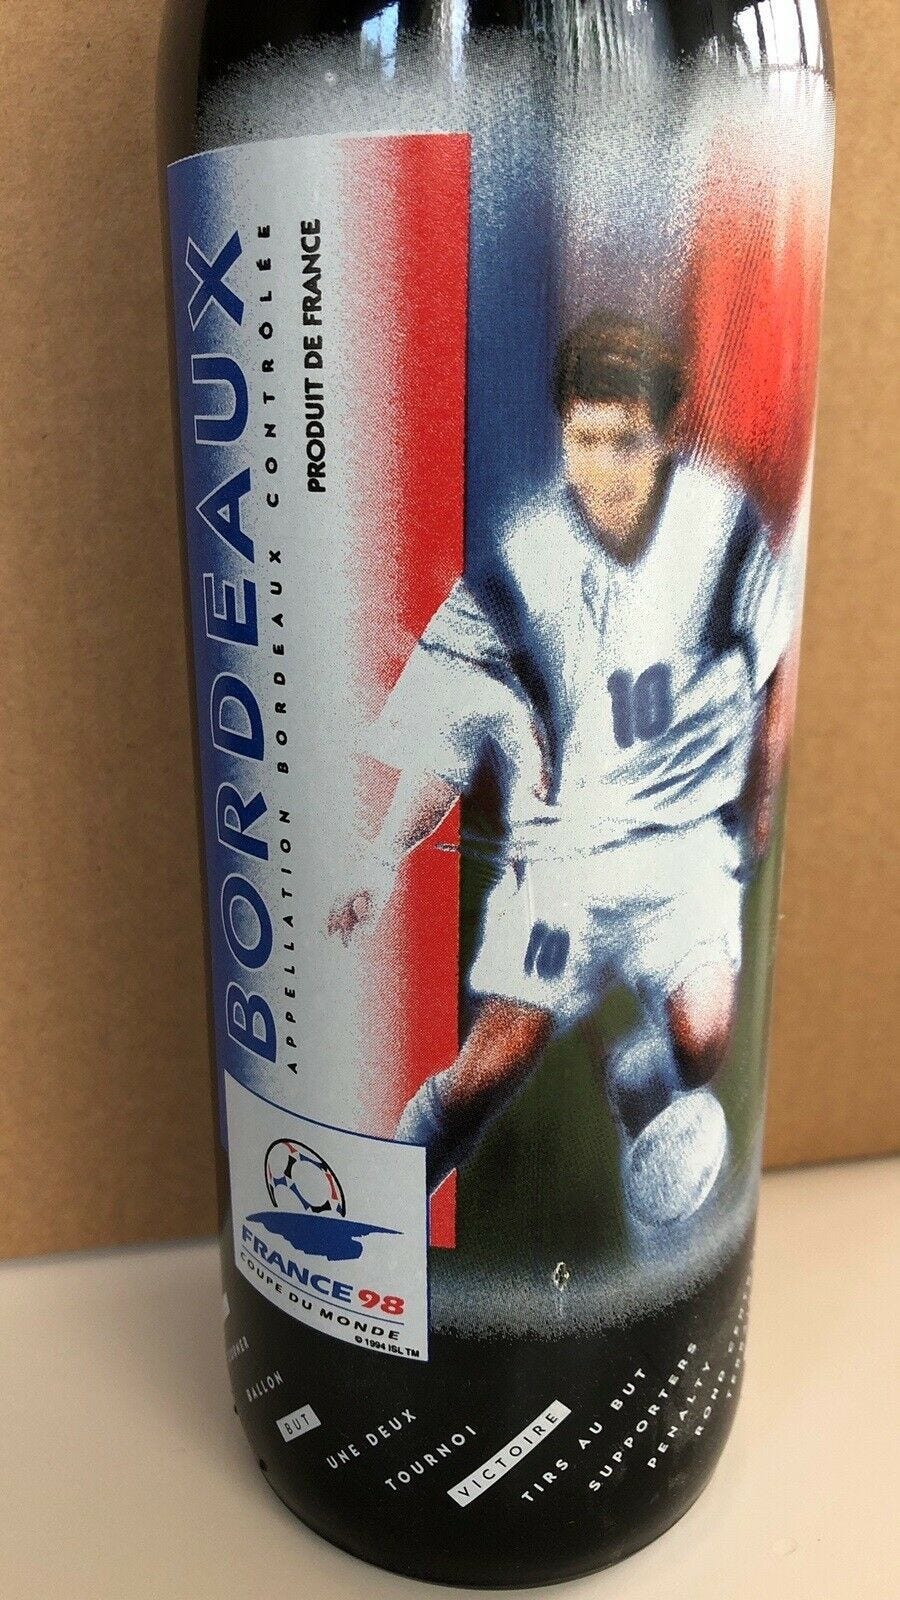 BORDEAUX
APPELLATION BORDEAUX CONTRÔLÉE
PRODUIT DE FRANCE
10
10
FRANCE 98
COUPE DU MONDE
© 1994 ISL TM
BALLON
BUT
UNE DEUX
TOURNOI
VICTOIRE
TIRS AU BUT
SUPPORTERS
PENALTY
ROND